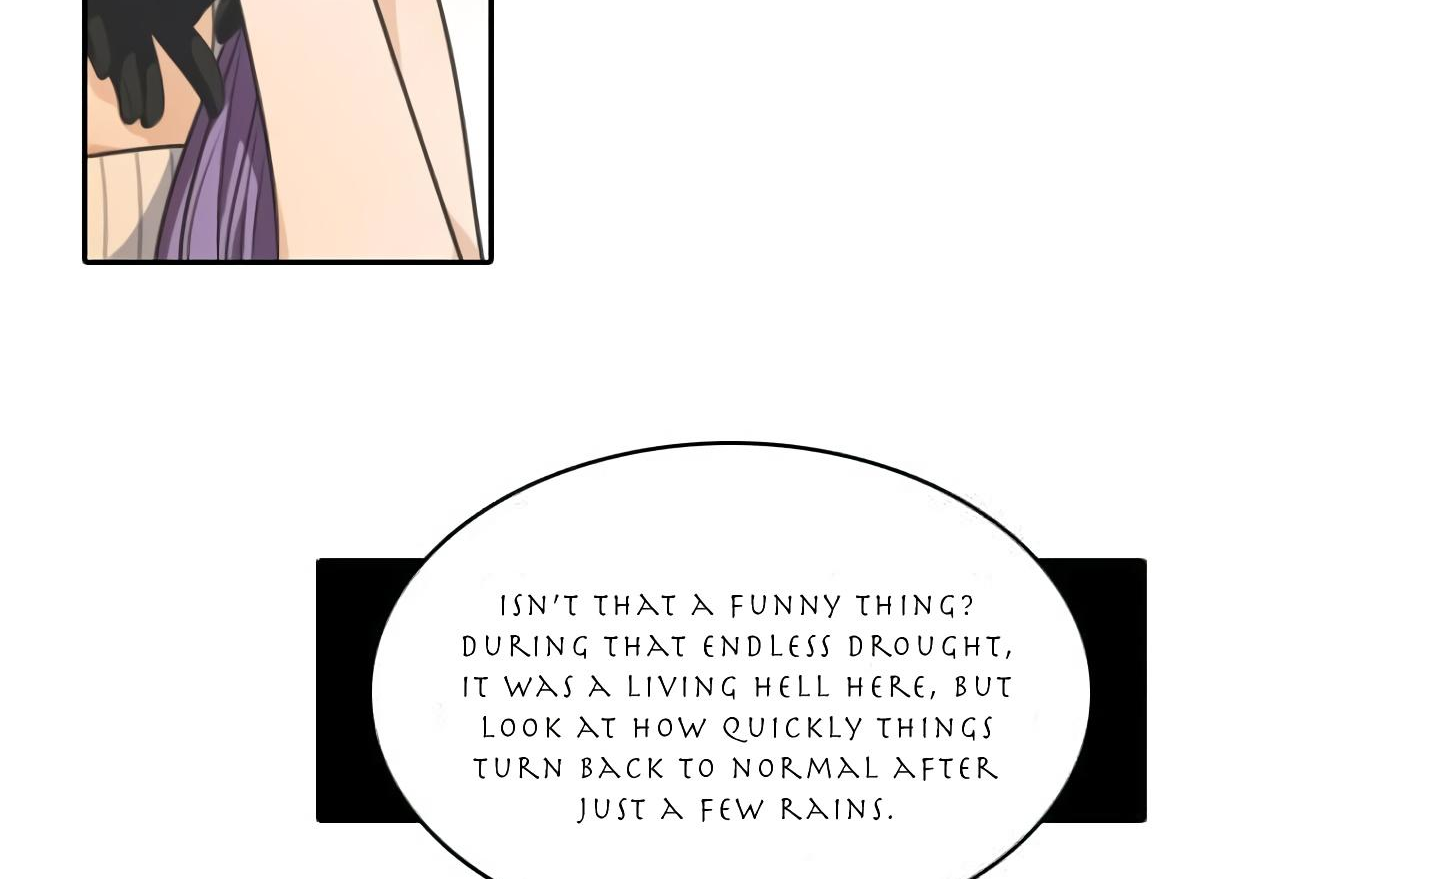 ISN'T THAT A FUNNY THING?
DURING THAT ENDLESS DROUGHT,
IT WAS A LIVING HELL HERE, BUT
LOOK AT HOW QUICKLY THINGS
TURN BACK TO NORMAL AFTER
JUST A FEW RAINS.